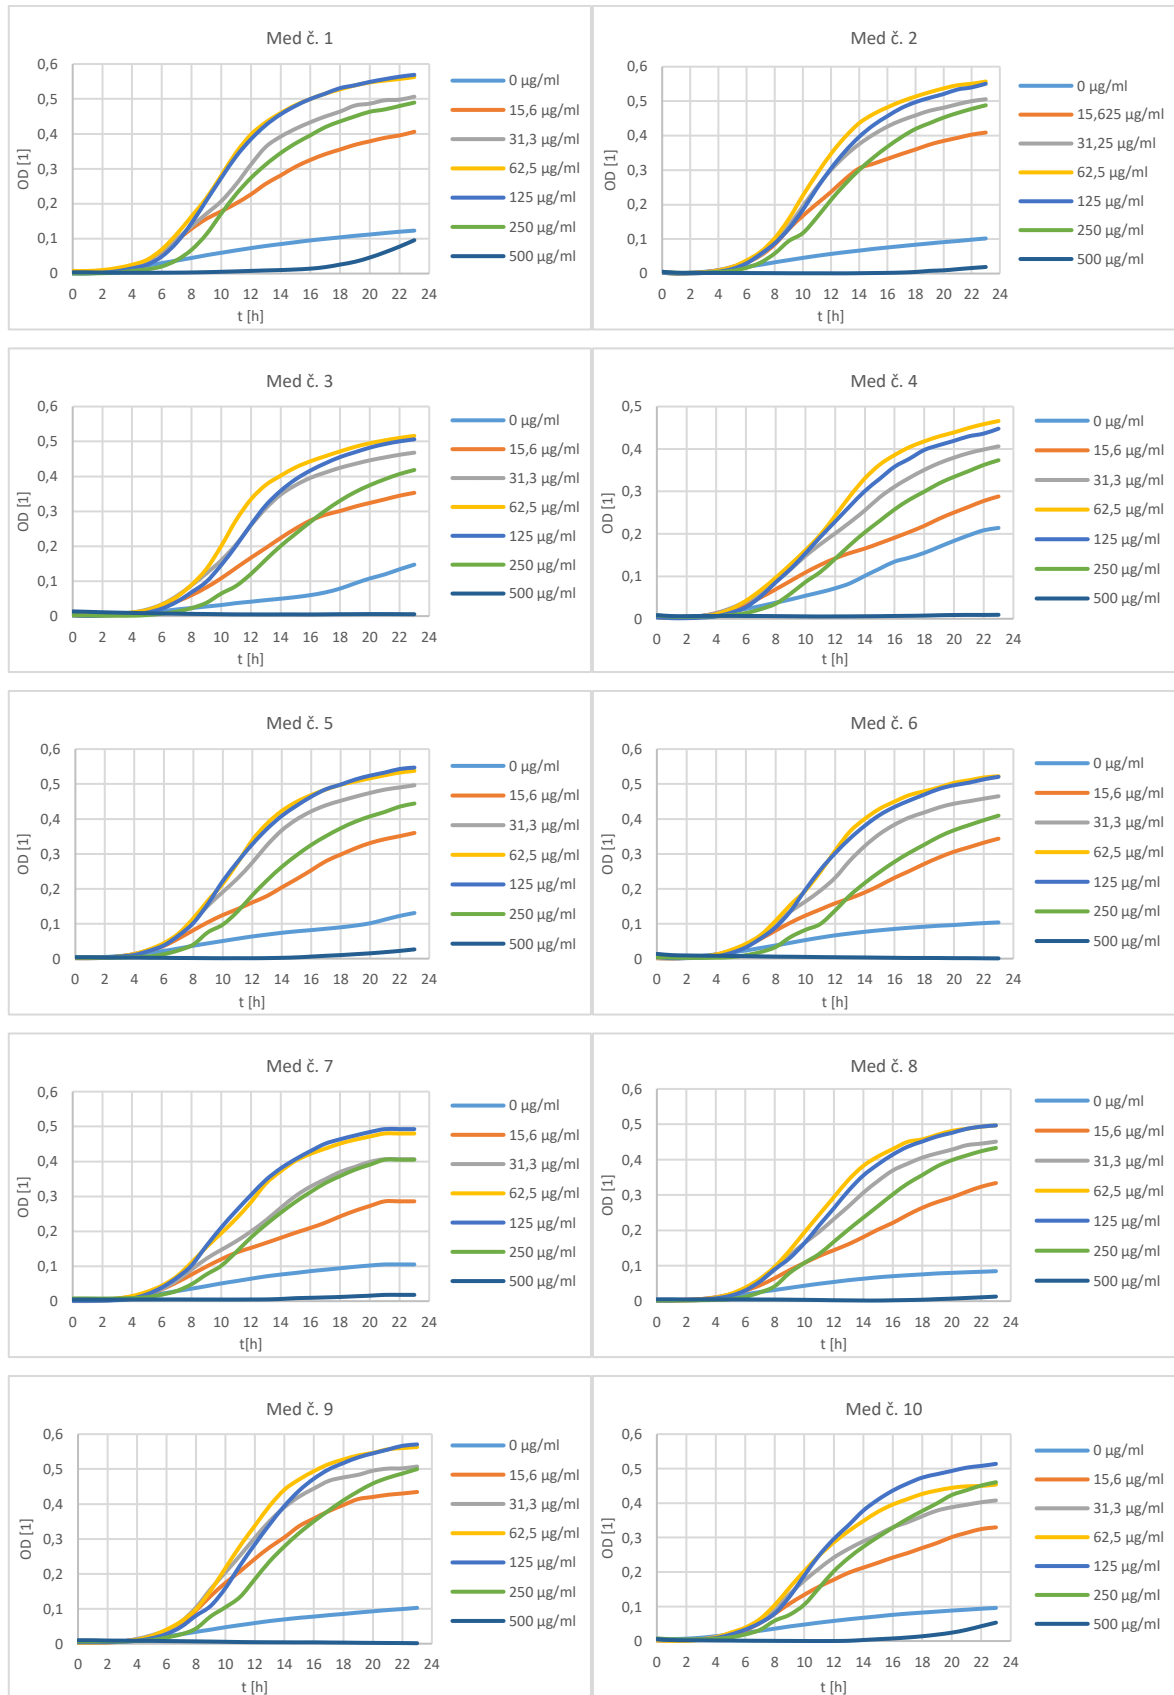 Med č. 1
0,6
0,5
0,4
0,3
0,2
0,1
0
OD [1]
0 2 4 6 8 10 12 14 16 18 20 22 24
t [h]
0 µg/ml
15,6 µg/ml
31,3 µg/ml
62,5 µg/ml
125 µg/ml
250 µg/ml
500 µg/ml
Med č. 2
0,6
0,5
0,4
0,3
0,2
0,1
0
OD [1]
0 2 4 6 8 10 12 14 16 18 20 22 24
t [h]
0 µg/ml
15,625 µg/ml
31,25 µg/ml
62,5 µg/ml
125 µg/ml
250 µg/ml
500 µg/ml
Med č. 3
0,6
0,5
0,4
0,3
0,2
0,1
0
OD [1]
0 2 4 6 8 10 12 14 16 18 20 22 24
t [h]
0 µg/ml
15,6 µg/ml
31,3 µg/ml
62,5 µg/ml
125 µg/ml
250 µg/ml
500 µg/ml
Med č. 4
0,5
0,4
0,3
0,2
0,1
0
OD [1]
0 2 4 6 8 10 12 14 16 18 20 22 24
t [h]
0 µg/ml
15,6 µg/ml
31,3 µg/ml
62,5 µg/ml
125 µg/ml
250 µg/ml
500 µg/ml
Med č. 5
0,6
0,5
0,4
0,3
0,2
0,1
0
OD [1]
0 2 4 6 8 10 12 14 16 18 20 22 24
t [h]
0 µg/ml
15,6 µg/ml
31,3 µg/ml
62,5 µg/ml
125 µg/ml
250 µg/ml
500 µg/ml
Med č. 6
0,6
0,5
0,4
0,3
0,2
0,1
0
OD [1]
0 2 4 6 8 10 12 14 16 18 20 22 24
t [h]
0 µg/ml
15,6 µg/ml
31,3 µg/ml
62,5 µg/ml
125 µg/ml
250 µg/ml
500 µg/ml
Med č. 7
0,6
0,5
0,4
0,3
0,2
0,1
0
OD [1]
0 2 4 6 8 10 12 14 16 18 20 22 24
t[h]
0 µg/ml
15,6 µg/ml
31,3 µg/ml
62,5 µg/ml
125 µg/ml
250 µg/ml
500 µg/ml
Med č. 8
0,6
0,5
0,4
0,3
0,2
0,1
0
OD [1]
0 2 4 6 8 10 12 14 16 18 20 22 24
t [h]
0 µg/ml
15,6 µg/ml
31,3 µg/ml
62,5 µg/ml
125 µg/ml
250 µg/ml
500 µg/ml
Med č. 9
0,6
0,5
0,4
0,3
0,2
0,1
0
OD [1]
0 2 4 6 8 10 12 14 16 18 20 22 24
t [h]
0 µg/ml
15,6 µg/ml
31,3 µg/ml
62,5 µg/ml
125 µg/ml
250 µg/ml
500 µg/ml
Med č. 10
0,6
0,5
0,4
0,3
0,2
0,1
0
OD [1]
0 2 4 6 8 10 12 14 16 18 20 22 24
t [h]
0 µg/ml
15,6 µg/ml
31,3 µg/ml
62,5 µg/ml
125 µg/ml
250 µg/ml
500 µg/ml